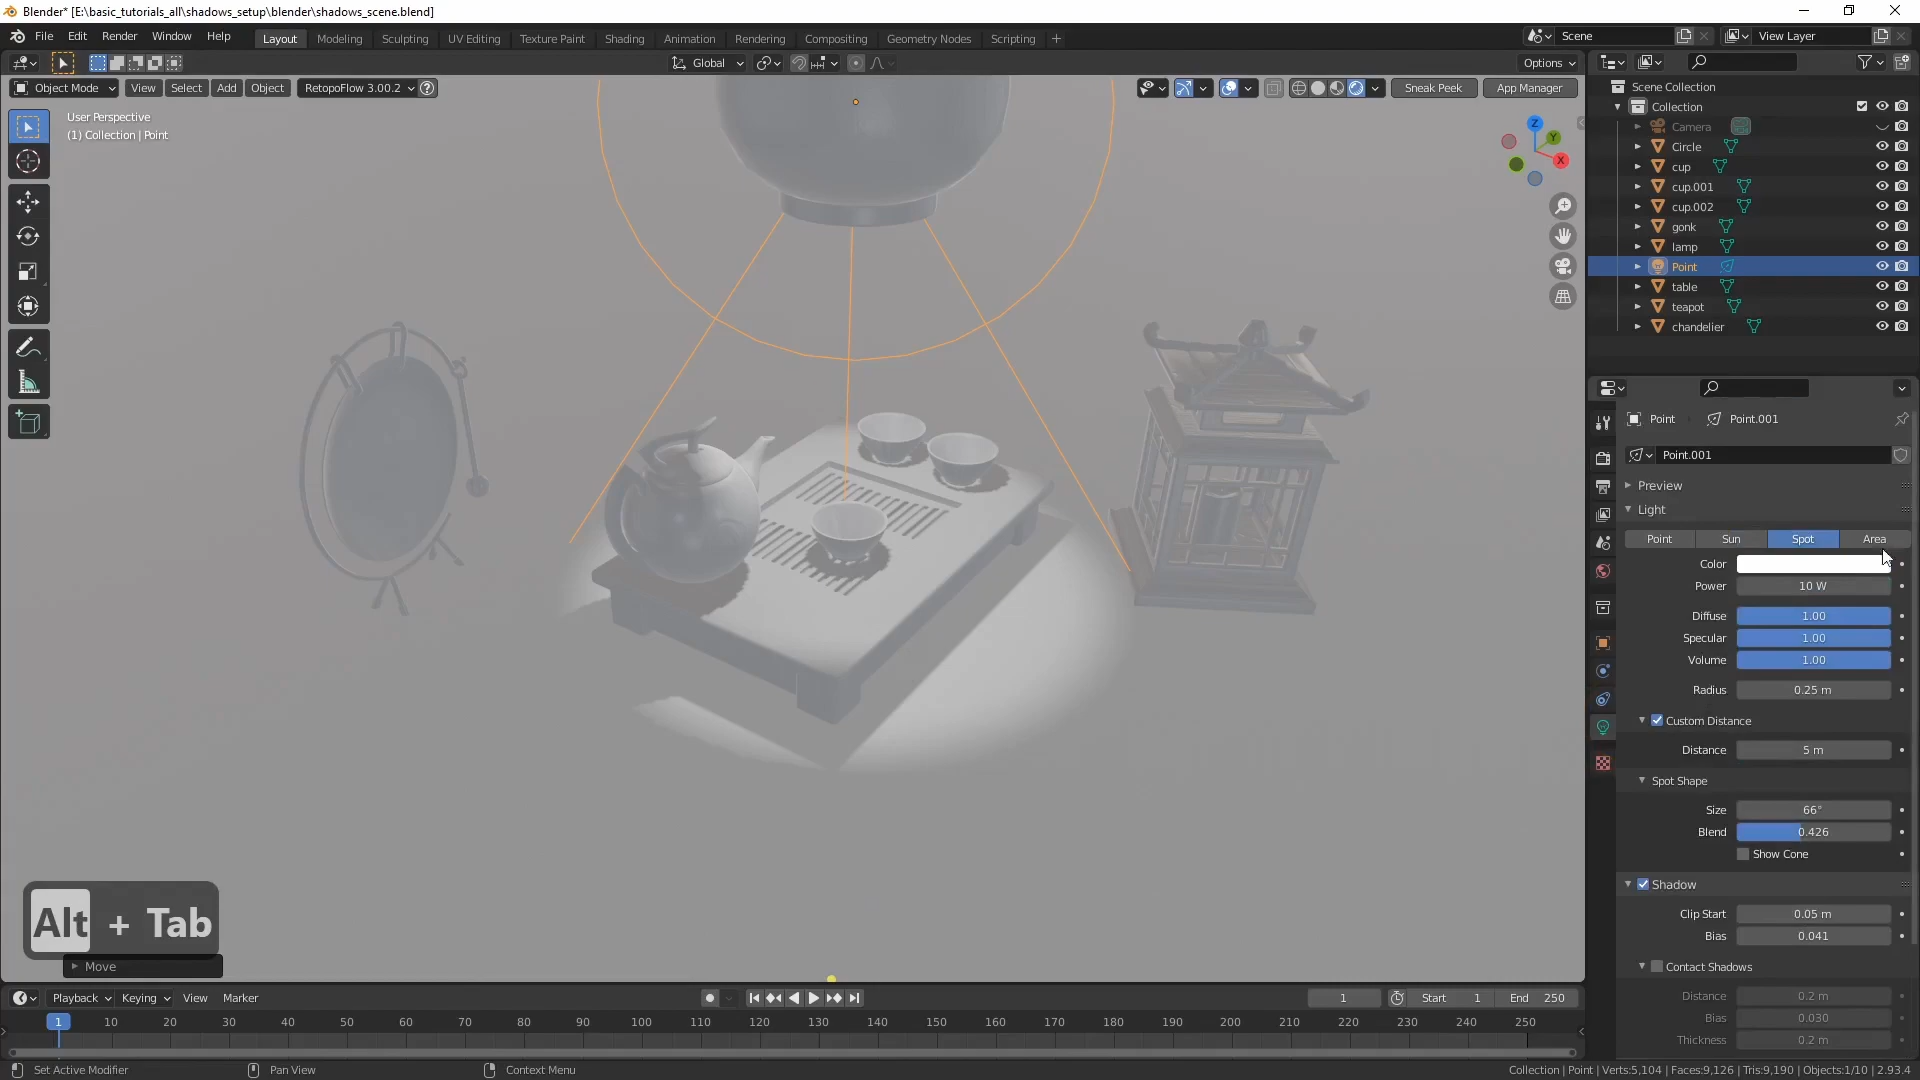 Blender* [E:\basic_tutorials_all\shadows_setup\blender\shadows_scene.blend]
File Edit Render Window Help Layout Modeling Sculpting UV Editing Texture Paint Shading Animation Rendering Compositing Geometry Nodes Scripting + Scene View Layer
Global Options
Object Mode View Select Add Object RetopoFlow 3.00.2 ? Sneak Peek App Manager
User Perspective
(1) Collection | Point
Z
Y
X
Scene Collection
Collection
Camera
Circle
cup
cup.001
cup.002
gonk
lamp
Point
table
teapot
chandelier
Point Point.001
Point.001
Preview
Light
Point Sun Spot Area
Color
Power 10 W
Diffuse 1.00
Specular 1.00
Volume 1.00
Radius 0.25 m
Custom Distance
Distance 5 m
Spot Shape
Size 66°
Blend 0.426
Show Cone
Shadow
Clip Start 0.05 m
Bias 0.041
Contact Shadows
Distance 0.2 m
Bias 0.030
Thickness 0.2 m
Alt + Tab
Move
Playback Keying View Marker 1 Start 1 End 250
1 10 20 30 40 50 60 70 80 90 100 110 120 130 140 150 160 170 180 190 200 210 220 230 240 250
Set Active Modifier Pan View Context Menu Collection | Point | Verts:5,104 | Faces:9,126 | Tris:9,190 | Objects:1/10 | 2.93.4